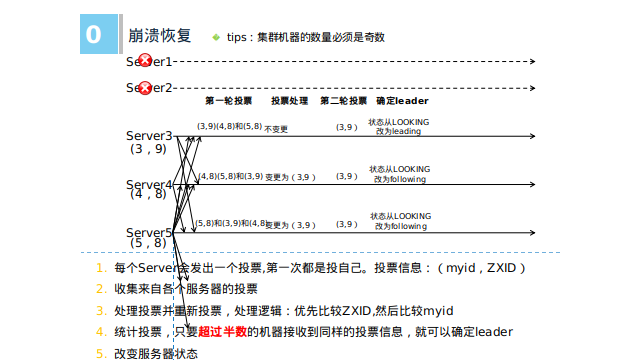 0 崩溃恢复 tips：集群机器的数量必须是奇数
Server1
Server2
第一轮投票 投票处理 第二轮投票 确定leader
Server3 (3,9)(4,8)和(5,8) 不变更 (3,9) 状态从LOOKING
改为leading
(3，9)
Server4 (4,8)(5,8)和(3,9) 变更为（3,9） (3,9) 状态从LOOKING
改为following
(4，8)
Server5 (5,8)和(3,9)和(4,8) 变更为（3,9） (3,9) 状态从LOOKING
改为following
(5，8)
1. 每个Server会发出一个投票,第一次都是投自己。投票信息：（myid，ZXID）
2. 收集来自各个服务器的投票
3. 处理投票并重新投票，处理逻辑：优先比较ZXID,然后比较myid
4. 统计投票，只要超过半数的机器接收到同样的投票信息，就可以确定leader
5. 改变服务器状态